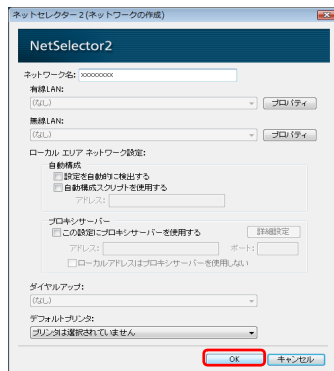 ネットセレクター2(ネットワークの作成)
NetSelector2
ネットワーク名: xxxxxxxx
有線LAN:
(なし) プロパティ
無線LAN:
(なし) プロパティ
ローカル エリア ネットワーク設定:
自動構成
設定を自動的に検出する
自動構成スクリプトを使用する
アドレス:
プロキシサーバー
この設定にプロキシサーバーを使用する 詳細設定
アドレス: ポート:
ローカルアドレスはプロキシサーバーを使用しない
ダイヤルアップ:
(なし)
デフォルトプリンタ:
プリンタは選択されていません
OK キャンセル